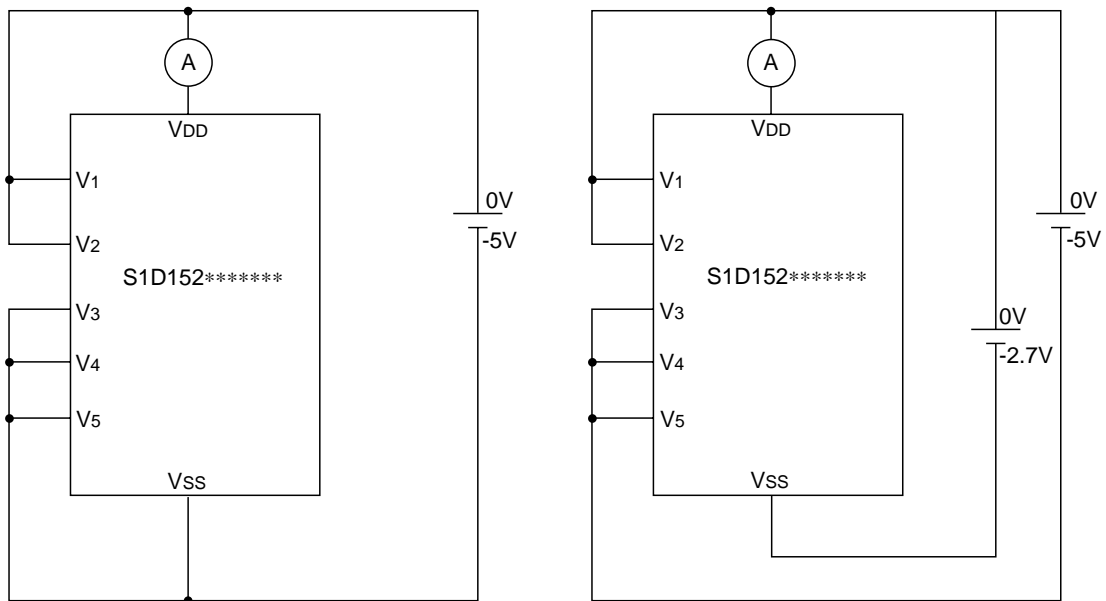 A
VDD
V1
V2
S1D152*******
V3
V4
V5
VSS
0V
-5V
A
VDD
V1
V2
S1D152*******
V3
V4
V5
VSS
0V
-2.7V
0V
-5V